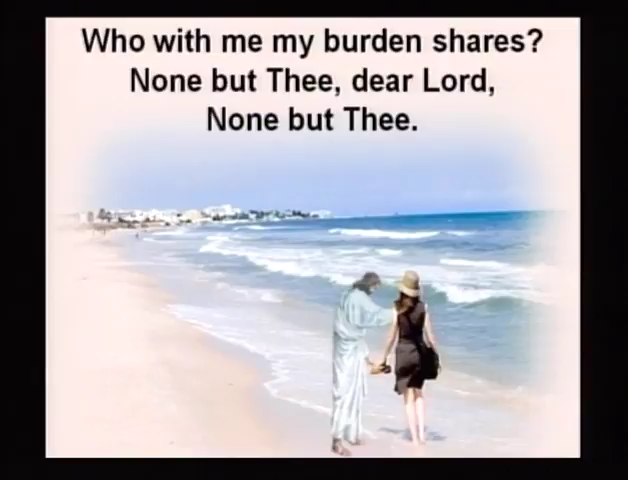 Who with me my burden shares?
None but Thee, dear Lord,
None but Thee.